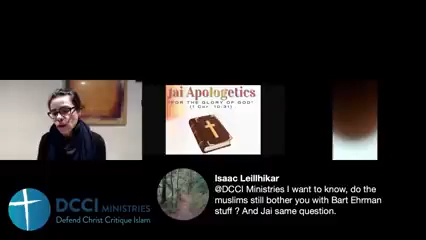 Jai Apologetics
"FOR THE GLORY OF GOD"
(1 Cor. 10:31)
DCCI MINISTRIES
Defend Christ Critique Islam
Isaac Leillhikar
@DCCI Ministries I want to know, do the
muslims still bother you with Bart Ehrman
stuff ? And Jai same question.